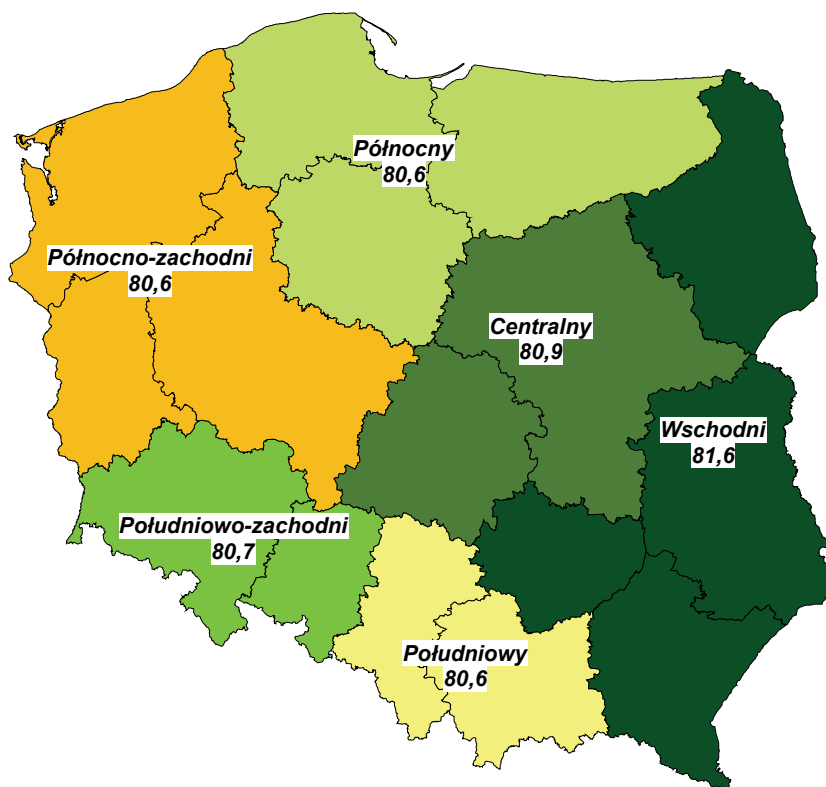 Północny
80,6
Północno-zachodni
80,6
Centralny
80,9
Wschodni
81,6
Południowo-zachodni
80,7
Południowy
80,6